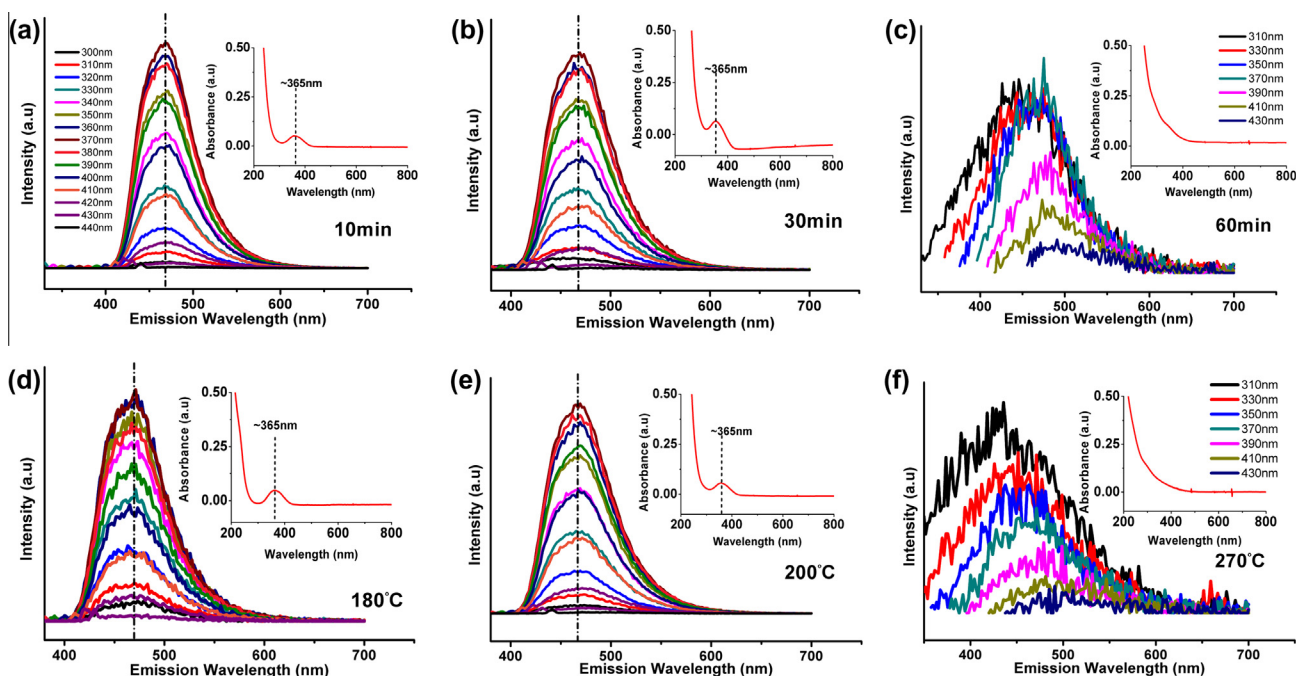 (a)
300nm
310nm
320nm
330nm
340nm
350nm
360nm
370nm
380nm
390nm
400nm
410nm
420nm
430nm
440nm
Intensity (a.u)
350 400 500 600 700
Emission Wavelength (nm)
10min
0.50
0.25
0.00
Absorbance (a.u)
~365nm
200 400 600 800
Wavelength (nm)
(b)
Intensity (a.u)
400 500 600 700
Emission Wavelength (nm)
30min
0.50
0.25
0.00
Absorbance (a.u)
~365nm
200 400 600 800
Wavelength (nm)
(c)
310nm
330nm
350nm
370nm
390nm
410nm
430nm
Intensity (a.u)
400 500 600 700
Emission Wavelength (nm)
60min
0.50
0.25
0.00
Absorbance (a.u)
200 400 600 800
Wavelength (nm)
(d)
Intensity (a.u)
400 500 600 700
Emission Wavelength (nm)
180°C
0.50
0.25
0.00
Absorbance (a.u)
~365nm
200 400 600 800
Wavelength (nm)
(e)
Intensity (a.u)
400 500 600 700
Emission Wavelength (nm)
200°C
0.50
0.25
0.00
Absorbance (a.u)
~365nm
200 400 600 800
Wavelength (nm)
(f)
310nm
330nm
350nm
370nm
390nm
410nm
430nm
Intensity (a.u)
400 500 600 700
Emission Wavelength (nm)
270°C
0.50
0.25
0.00
Absorbance (a.u)
200 400 600 800
Wavelength (nm)